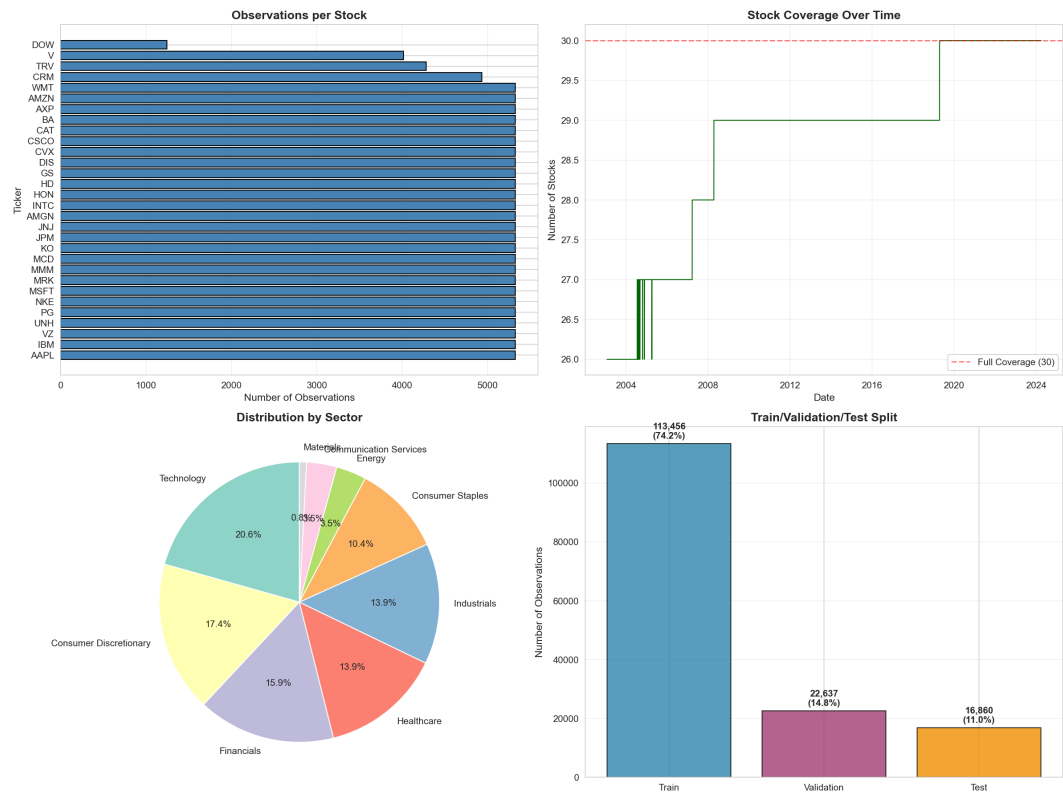 Observations per Stock
DOW
V
TRV
CRM
WMT
AMZN
AXP
BA
CAT
CSCO
CVX
DIS
GS
HD
HON
INTC
AMGN
JNJ
JPM
KO
MCD
MMM
MRK
MSFT
NKE
PG
UNH
VZ
IBM
AAPL
Ticker
0 1000 2000 3000 4000 5000
Number of Observations
Stock Coverage Over Time
30.0
29.5
29.0
28.5
28.0
27.5
27.0
26.5
26.0
Number of Stocks
Full Coverage (30)
2004 2008 2012 2016 2020 2024
Date
Distribution by Sector
Materials
Communication Services
Energy
Technology
Consumer Staples
0.8%
3.5%
3.5%
20.6%
10.4%
17.4%
13.9%
Industrials
Consumer Discretionary
13.9%
15.9%
Healthcare
Financials
Train/Validation/Test Split
113,456
(74.2%)
22,637
(14.8%)
16,860
(11.0%)
100000
80000
60000
40000
20000
0
Number of Observations
Train Validation Test